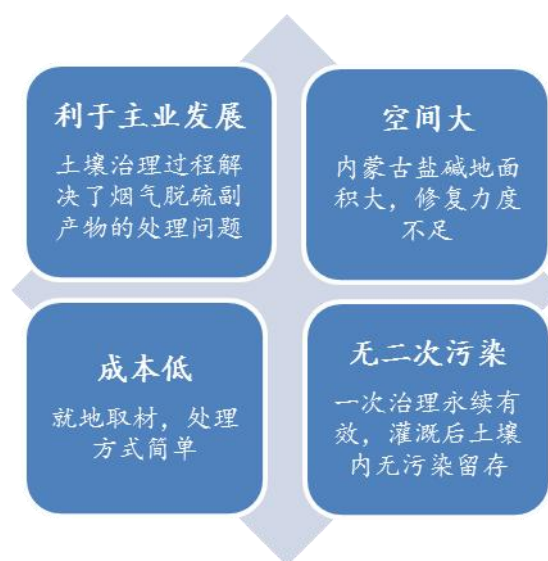 利于主业发展
土壤治理过程解
决了烟气脱硫副
产物的处理问题
空间大
内蒙古盐碱地面
积大，修复力度
不足
成本低
就地取材，处理
方式简单
无二次污染
一次治理永续有
效，灌溉后土壤
内无污染留存